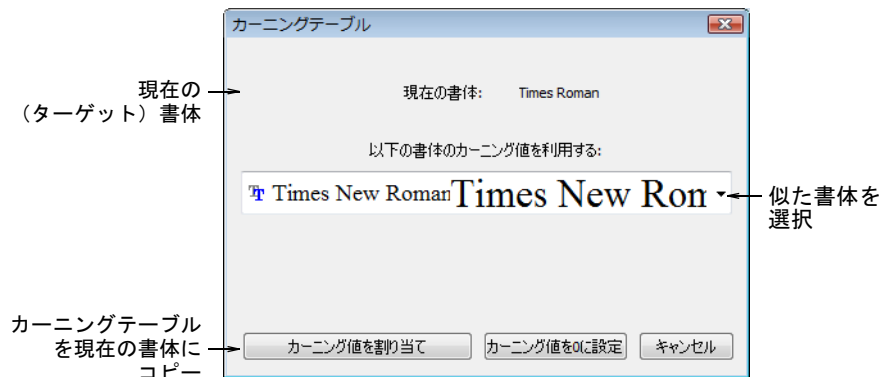 カーニングテーブル
現在の
（ターゲット）書体
現在の書体: Times Roman
以下の書体のカーニング値を利用する:
Times New Roman Times New Rom
似た書体を
選択
カーニングテーブル
を現在の書体に
コピー
カーニング値を割り当て カーニング値を0に設定 キャンセル